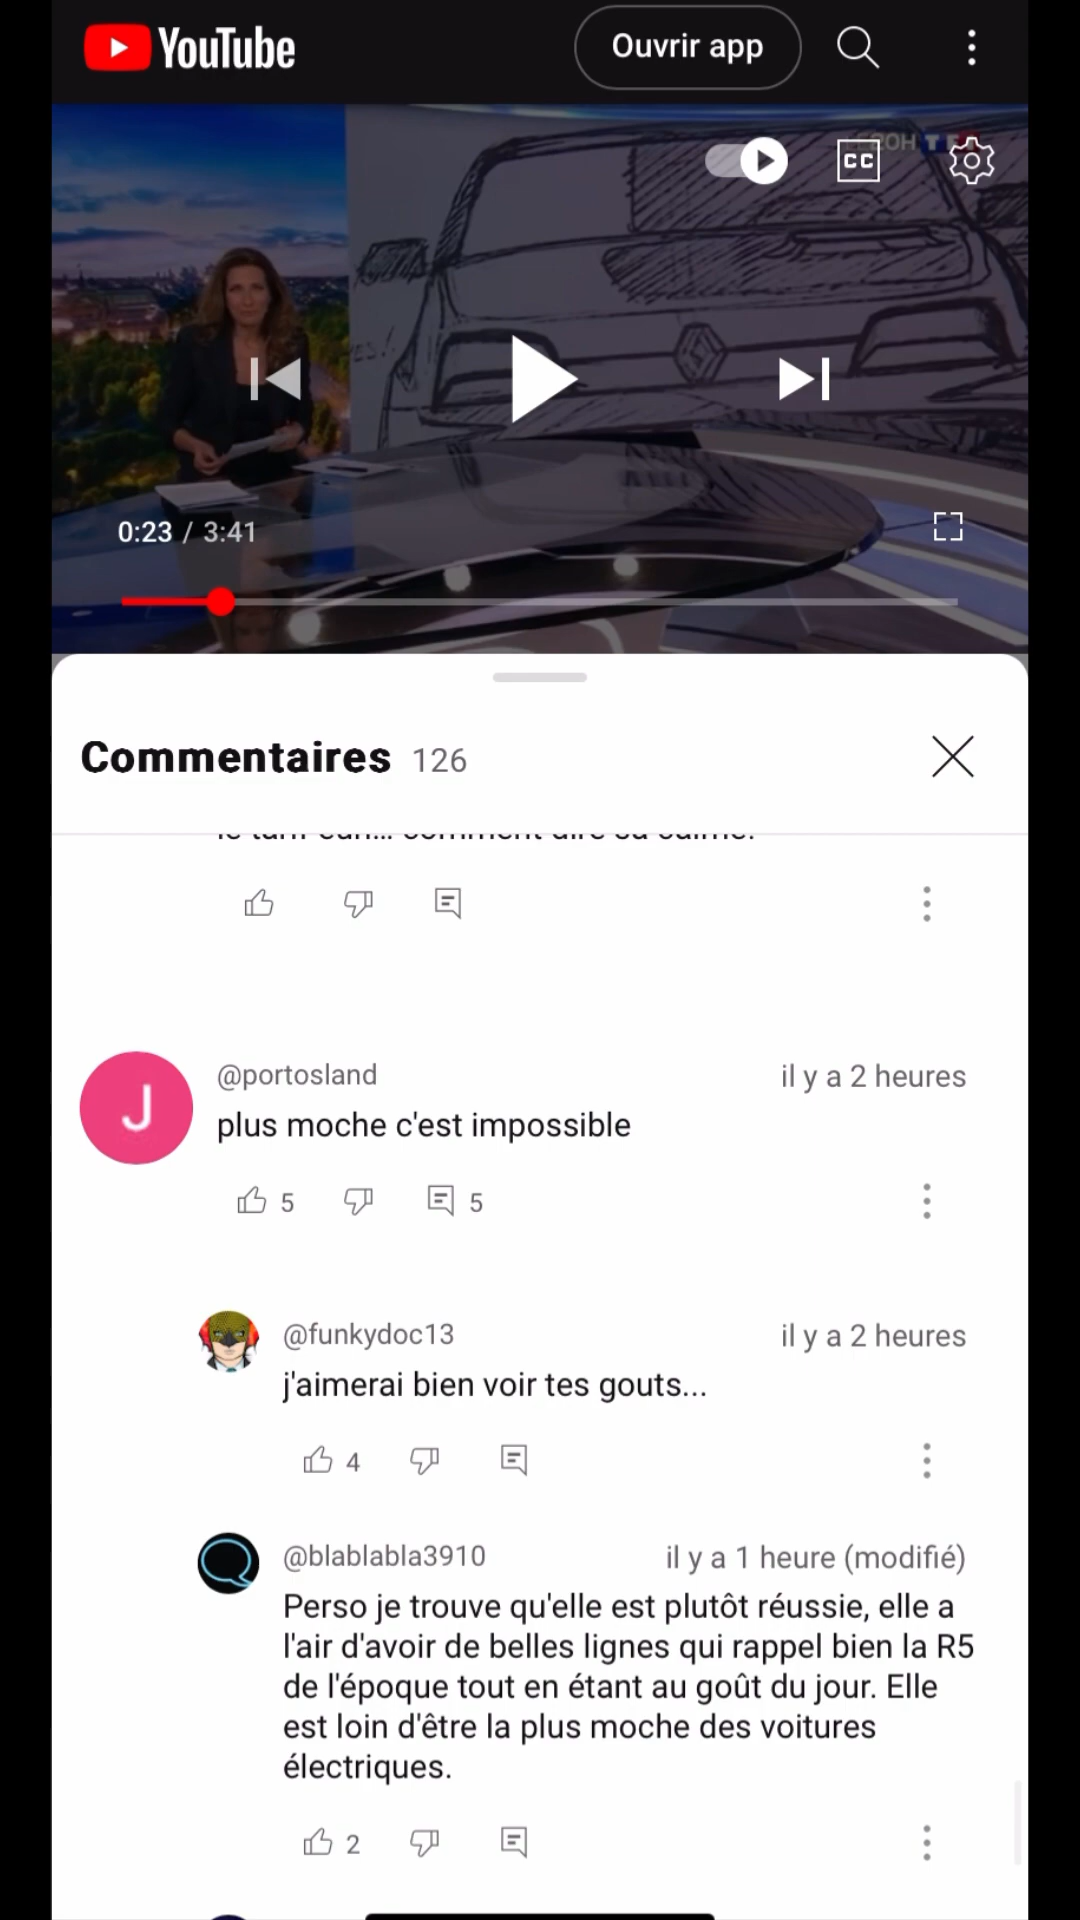 YouTube
Ouvrir app
CC
0:23 / 3:41
Commentaires 126
@portosland
il y a 2 heures
plus moche c'est impossible
5
5
@funkydoc13
il y a 2 heures
j'aimerai bien voir tes gouts...
4
@blablabla3910
il y a 1 heure (modifié)
Perso je trouve qu'elle est plutôt réussie, elle a
l'air d'avoir de belles lignes qui rappel bien la R5
de l'époque tout en étant au goût du jour. Elle
est loin d'être la plus moche des voitures
électriques.
2